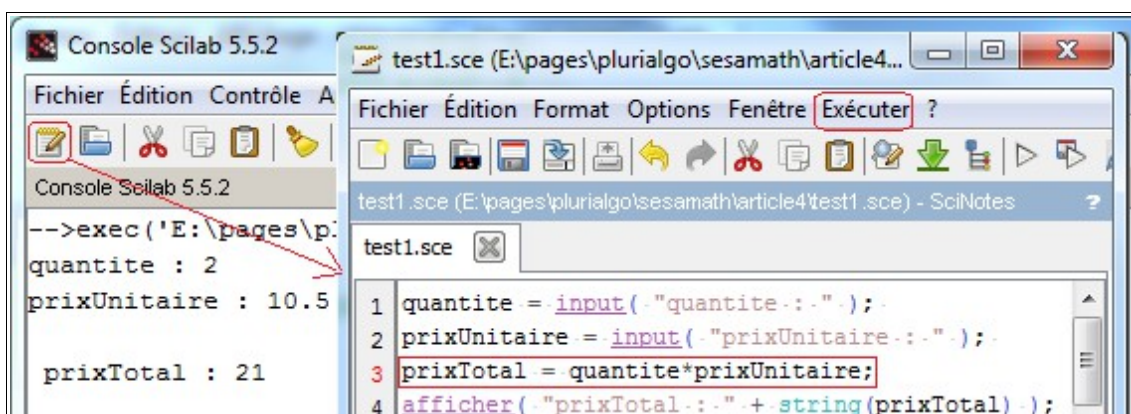 Console Scilab 5.5.2
Fichier Édition Contrôle A
Console Scilab 5.5.2
-->exec('E:\pages\pl
quantite : 2
prixUnitaire : 10.5
prixTotal : 21
test1.sce (E:\pages\plurialgo\sesamath\article4...
Fichier Édition Format Options Fenêtre Exécuter ?
test1.sce (E:\pages\plurialgo\sesamath\article4\test1.sce) - SciNotes ?
test1.sce
1 quantite = input( "quantite : " );
2 prixUnitaire = input( "prixUnitaire : " );
3 prixTotal = quantite*prixUnitaire;
4 afficher( "prixTotal : " + string(prixTotal) );